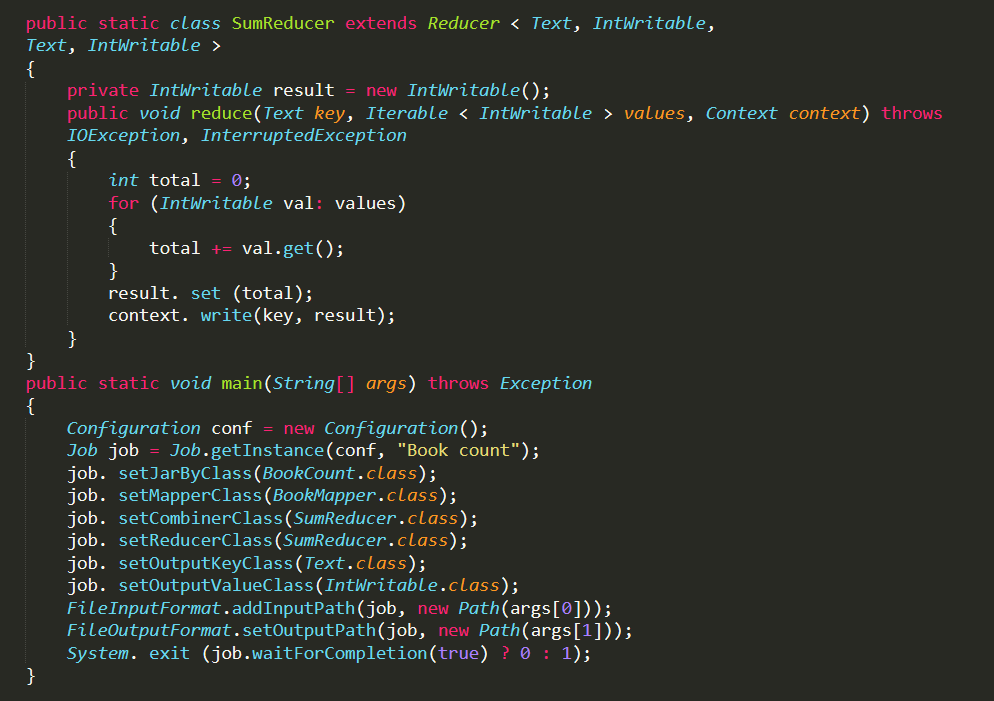 public static class SumReducer extends Reducer < Text, IntWritable,
Text, IntWritable >
{
    private IntWritable result = new IntWritable();
    public void reduce(Text key, Iterable < IntWritable > values, Context context) throws
    IOException, InterruptedException
    {
        int total = 0;
        for (IntWritable val: values)
        {
            total += val.get();
        }
        result. set (total);
        context. write(key, result);
    }
}
public static void main(String[] args) throws Exception
{
    Configuration conf = new Configuration();
    Job job = Job.getInstance(conf, "Book count");
    job. setJarByClass(BookCount.class);
    job. setMapperClass(BookMapper.class);
    job. setCombinerClass(SumReducer.class);
    job. setReducerClass(SumReducer.class);
    job. setOutputKeyClass(Text.class);
    job. setOutputValueClass(IntWritable.class);
    FileInputFormat.addInputPath(job, new Path(args[0]));
    FileOutputFormat.setOutputPath(job, new Path(args[1]));
    System. exit (job.waitForCompletion(true) ? 0 : 1);
}